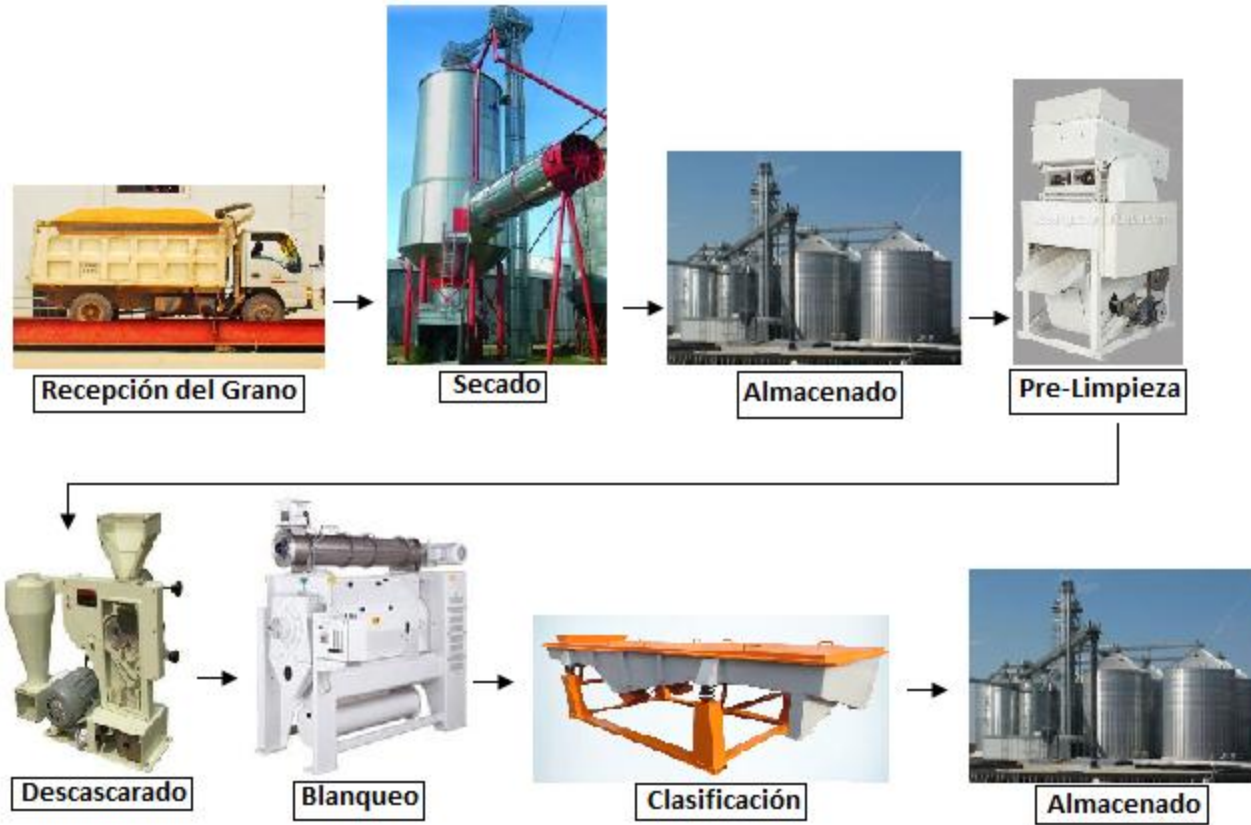 Recepción del Grano
Secado
Almacenado
Pre-Limpieza
Descascarado
Blanqueo
Clasificación
Almacenado